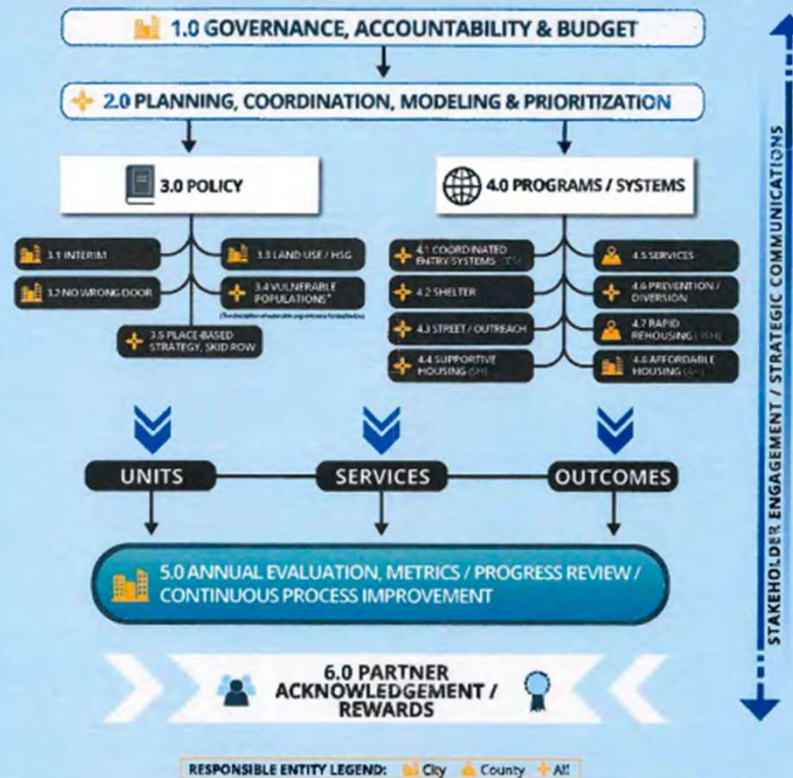 1.0 GOVERNANCE, ACCOUNTABILITY & BUDGET
2.0 PLANNING, COORDINATION, MODELING & PRIORITIZATION
3.0 POLICY
4.0 PROGRAMS / SYSTEMS
3.1 INTERIM
3.3 LAND USE / HSG
3.2 NO WRONG DOOR
3.4 VULNERABLE
POPULATIONS*
3.5 PLACE-BASED
STRATEGY, SKID ROW
4.1 COORDINATED
ENTRY SYSTEMS (CES)
4.5 SERVICES
4.2 SHELTER
4.6 PREVENTION /
DIVERSION
4.3 STREET / OUTREACH
4.7 RAPID
REHOUSING
4.4 SUPPORTIVE
HOUSING (SH)
4.8 AFFORDABLE
HOUSING (AH)
UNITS
SERVICES
OUTCOMES
5.0 ANNUAL EVALUATION, METRICS / PROGRESS REVIEW /
CONTINUOUS PROCESS IMPROVEMENT
6.0 PARTNER
ACKNOWLEDGEMENT /
REWARDS
RESPONSIBLE ENTITY LEGEND: City County All
STAKEHOLDER ENGAGEMENT / STRATEGIC COMMUNICATIONS